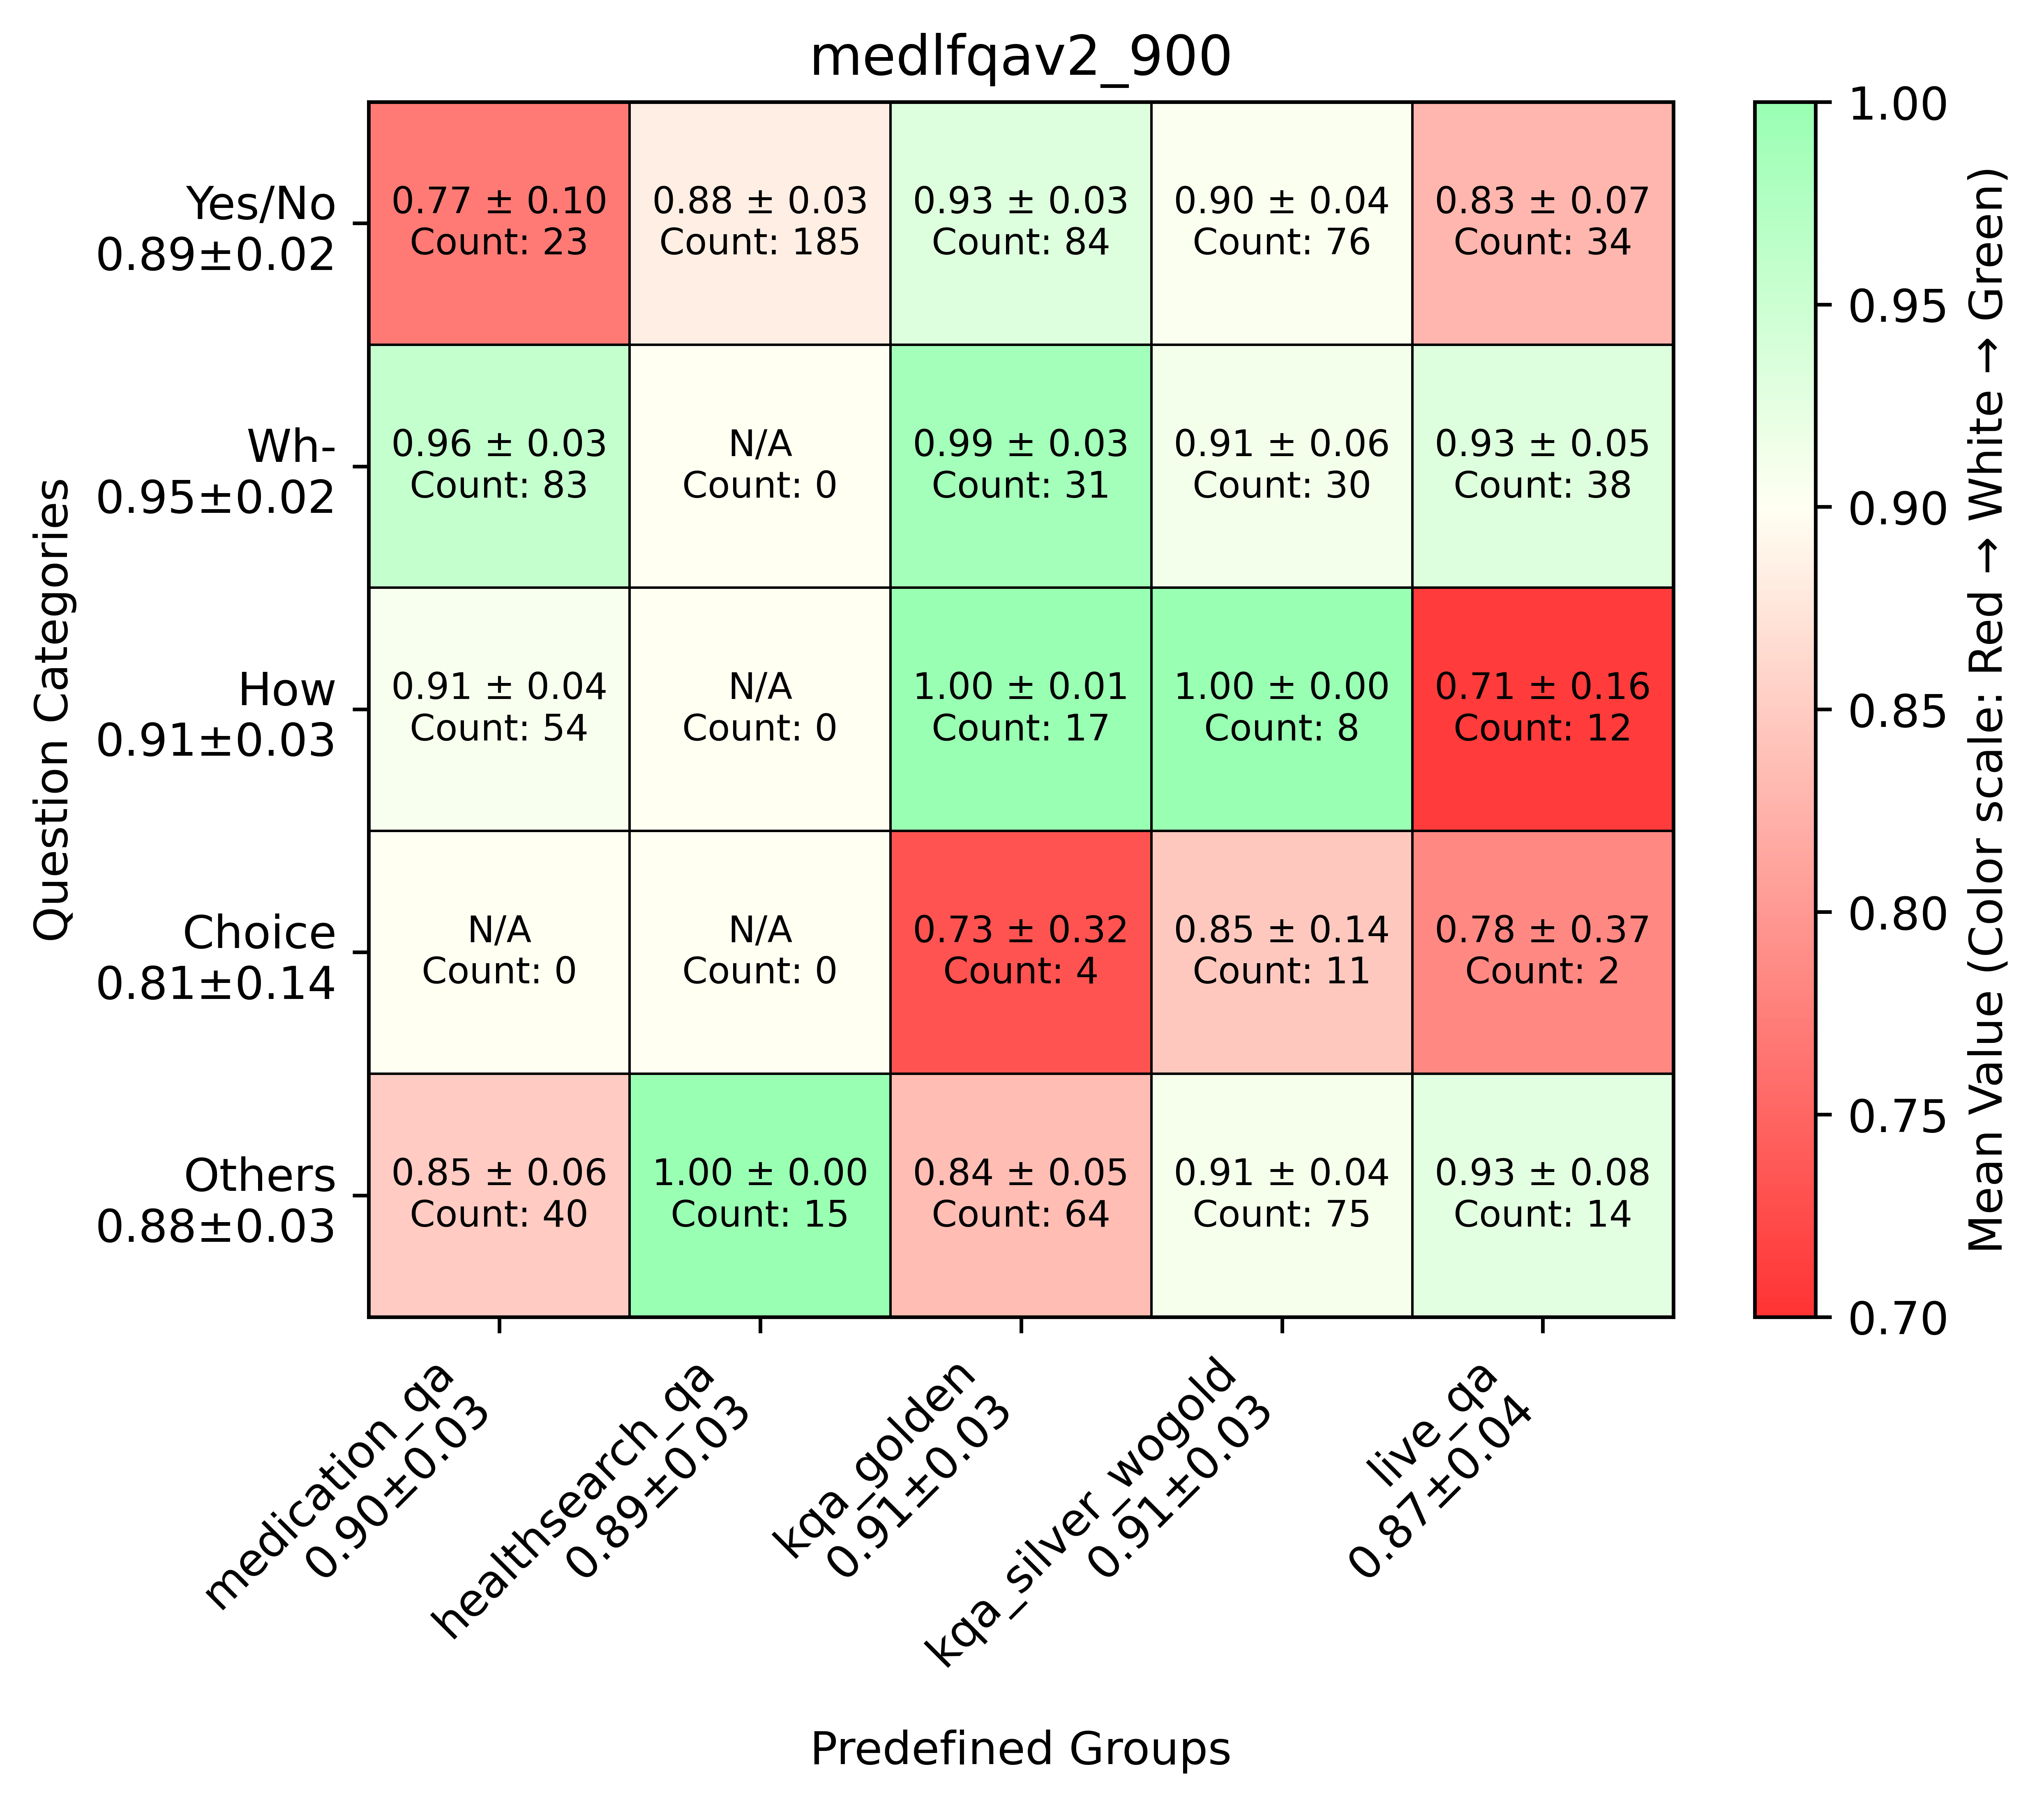 medlfqav2_900
Question Categories
Yes/No
0.89±0.02
0.77 ± 0.10
Count: 23
0.88 ± 0.03
Count: 185
0.93 ± 0.03
Count: 84
0.90 ± 0.04
Count: 76
0.83 ± 0.07
Count: 34
Wh-
0.95±0.02
0.96 ± 0.03
Count: 83
N/A
Count: 0
0.99 ± 0.03
Count: 31
0.91 ± 0.06
Count: 30
0.93 ± 0.05
Count: 38
How
0.91±0.03
0.91 ± 0.04
Count: 54
N/A
Count: 0
1.00 ± 0.01
Count: 17
1.00 ± 0.00
Count: 8
0.71 ± 0.16
Count: 12
Choice
0.81±0.14
N/A
Count: 0
N/A
Count: 0
0.73 ± 0.32
Count: 4
0.85 ± 0.14
Count: 11
0.78 ± 0.37
Count: 2
Others
0.88±0.03
0.85 ± 0.06
Count: 40
1.00 ± 0.00
Count: 15
0.84 ± 0.05
Count: 64
0.91 ± 0.04
Count: 75
0.93 ± 0.08
Count: 14
medication_qa
0.90±0.03
healthsearch_qa
0.89±0.03
kqa_golden
0.91±0.03
kqa_silver_wogold
0.91±0.03
live_qa
0.87±0.04
Predefined Groups
1.00
0.95
0.90
0.85
0.80
0.75
0.70
Mean Value (Color scale: Red → White → Green)